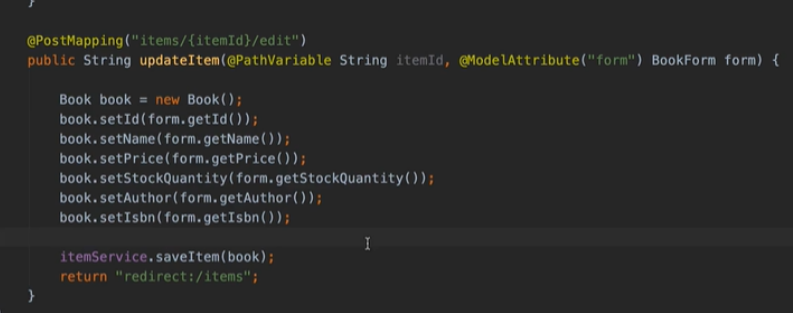 }
@PostMapping("items/{itemId}/edit")
public String updateItem(@PathVariable String itemId, @ModelAttribute("form") BookForm form) {
Book book = new Book();
book.setId(form.getId());
book.setName(form.getName());
book.setPrice(form.getPrice());
book.setStockQuantity(form.getStockQuantity());
book.setAuthor(form.getAuthor());
book.setIsbn(form.getIsbn());
itemService.saveItem(book);
return "redirect:/items";
}